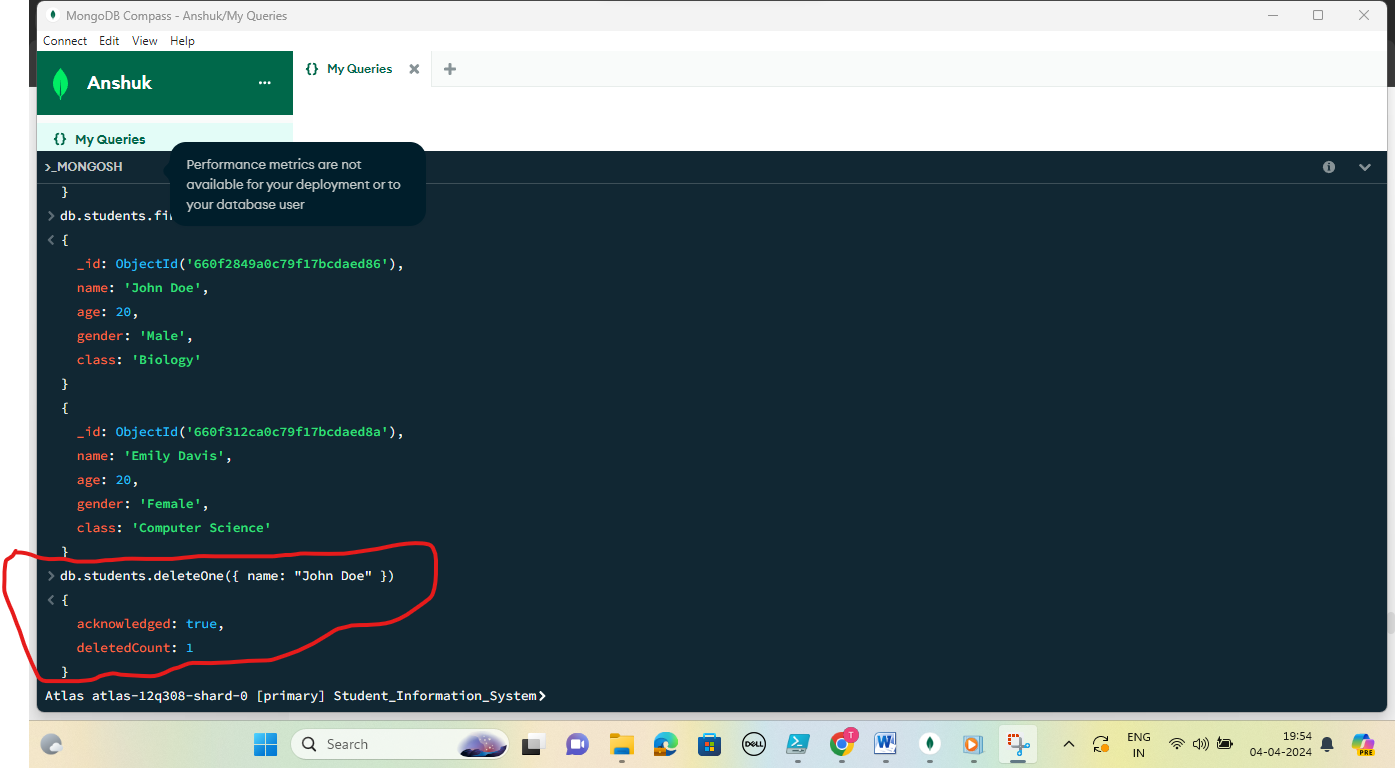 MongoDB Compass - Anshuk/My Queries
Connect Edit View Help
Anshuk
{} My Queries
{} My Queries
>_MONGOSH
Performance metrics are not
available for your deployment or to
your database user
}
> db.students.fi
< {
_id: ObjectId('660f2849a0c79f17bcdaed86'),
name: 'John Doe',
age: 20,
gender: 'Male',
class: 'Biology'
}
{
_id: ObjectId('660f312ca0c79f17bcdaed8a'),
name: 'Emily Davis',
age: 20,
gender: 'Female',
class: 'Computer Science'
}
> db.students.deleteOne({ name: "John Doe" })
< {
acknowledged: true,
deletedCount: 1
}
Atlas atlas-12q308-shard-0 [primary] Student_Information_System>
Search
DELL
T
W
PRE
ENG
IN
19:54
04-04-2024